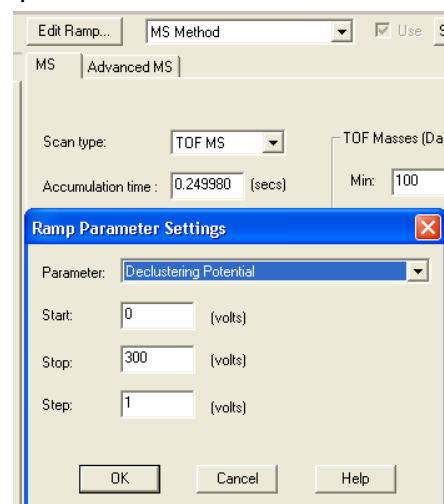 Edit Ramp... MS Method Use
MS Advanced MS
Scan type: TOF MS TOF Masses (Da
Accumulation time : 0.249980 (secs) Min: 100
Ramp Parameter Settings
Parameter: Declustering Potential
Start: 0 (volts)
Stop: 300 (volts)
Step: 1 (volts)
OK Cancel Help